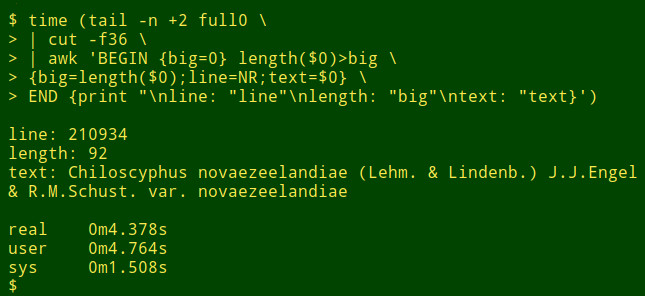 $ time (tail -n +2 full0 \
> | cut -f36 \
> | awk 'BEGIN {big=0} length($0)>big \
> {big=length($0);line=NR;text=$0} \
> END {print "\nline: "line"\nlength: "big"\ntext: "text}')
line: 210934
length: 92
text: Chiloscyphus novaezeelandiae (Lehm. & Lindenb.) J.J.Engel
& R.M.Schust. var. novaezeelandiae
real 0m4.378s
user 0m4.764s
sys 0m1.508s
$